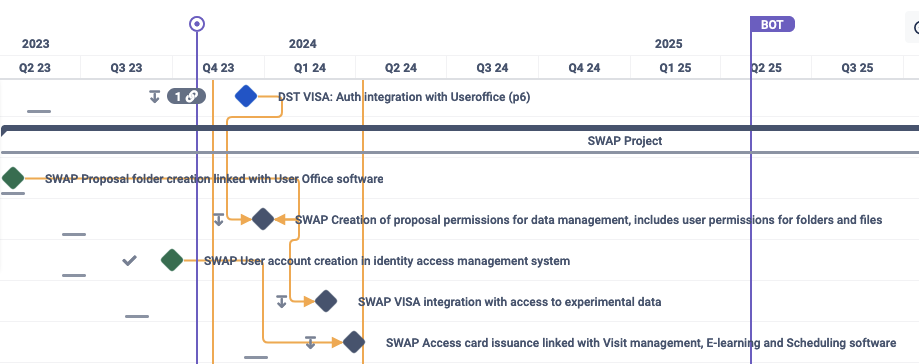 BOT
2023 2024 2025
Q2 23 Q3 23 Q4 23 Q1 24 Q2 24 Q3 24 Q4 24 Q1 25 Q2 25 Q3 25
1 DST VISA: Auth integration with Useroffice (p6)
SWAP Project
SWAP Proposal folder creation linked with User Office software
SWAP Creation of proposal permissions for data management, includes user permissions for folders and files
SWAP User account creation in identity access management system
SWAP VISA integration with access to experimental data
SWAP Access card issuance linked with Visit management, E-learning and Scheduling software